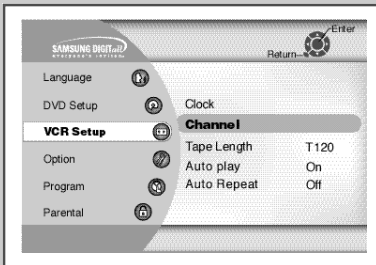 Enter
SAMSUNG DIGITall
Return
Language
DVD Setup
VCR Setup
Option
Program
Parental
Clock
Channel
Tape Length T120
Auto play On
Auto Repeat Off